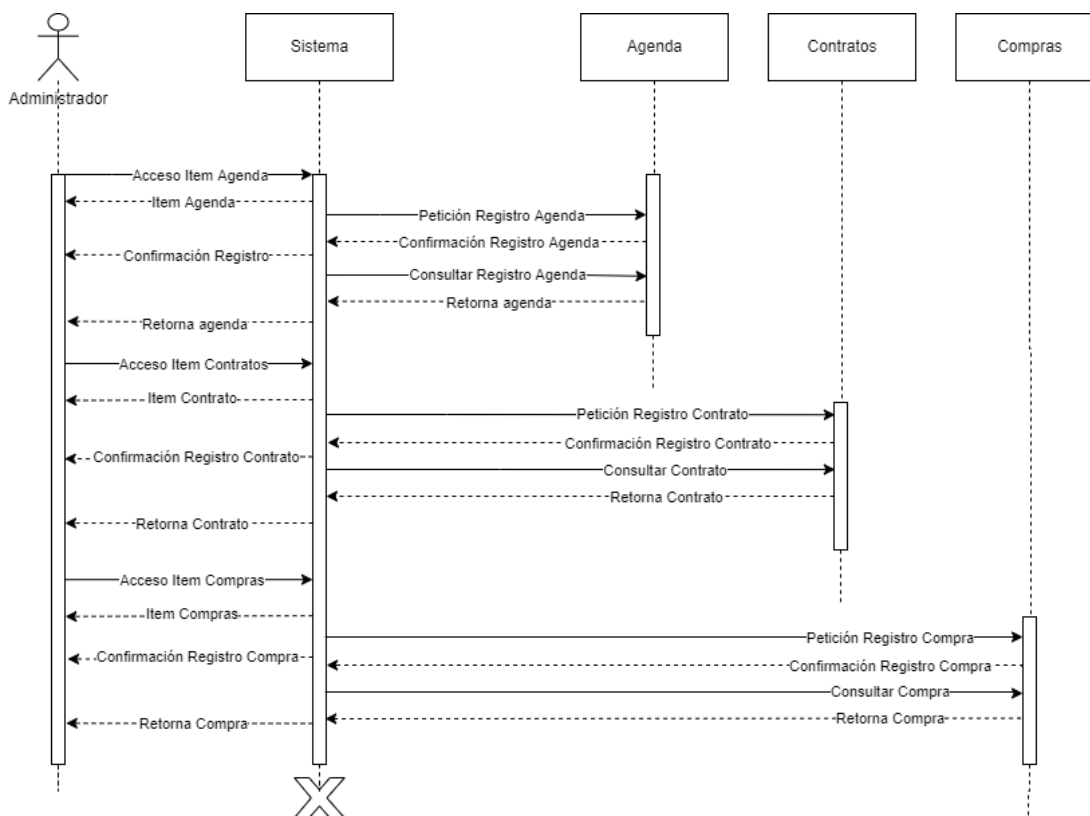 Sistema
Agenda
Contratos
Compras
Administrador
Acceso Item Agenda
Item Agenda
Petición Registro Agenda
Confirmación Registro Agenda
Confirmación Registro
Consultar Registro Agenda
Retorna agenda
Retorna agenda
Acceso Item Contratos
Item Contrato
Petición Registro Contrato
Confirmación Registro Contrato
Confirmación Registro Contrato
Consultar Contrato
Retorna Contrato
Retorna Contrato
Acceso Item Compras
Item Compras
Petición Registro Compra
Confirmación Registro Compra
Confirmación Registro Compra
Consultar Compra
Retorna Compra
Retorna Compra